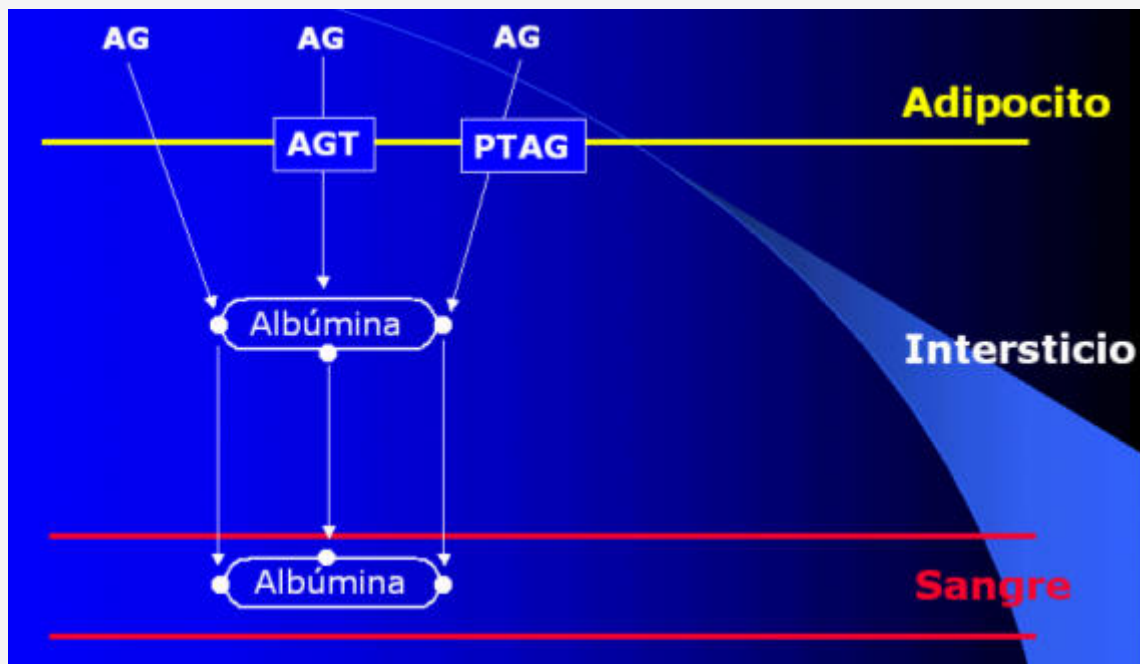 AG
AG
AG
Adipocito
AGT
PTAG
Albúmina
Intersticio
Albúmina
Sangre